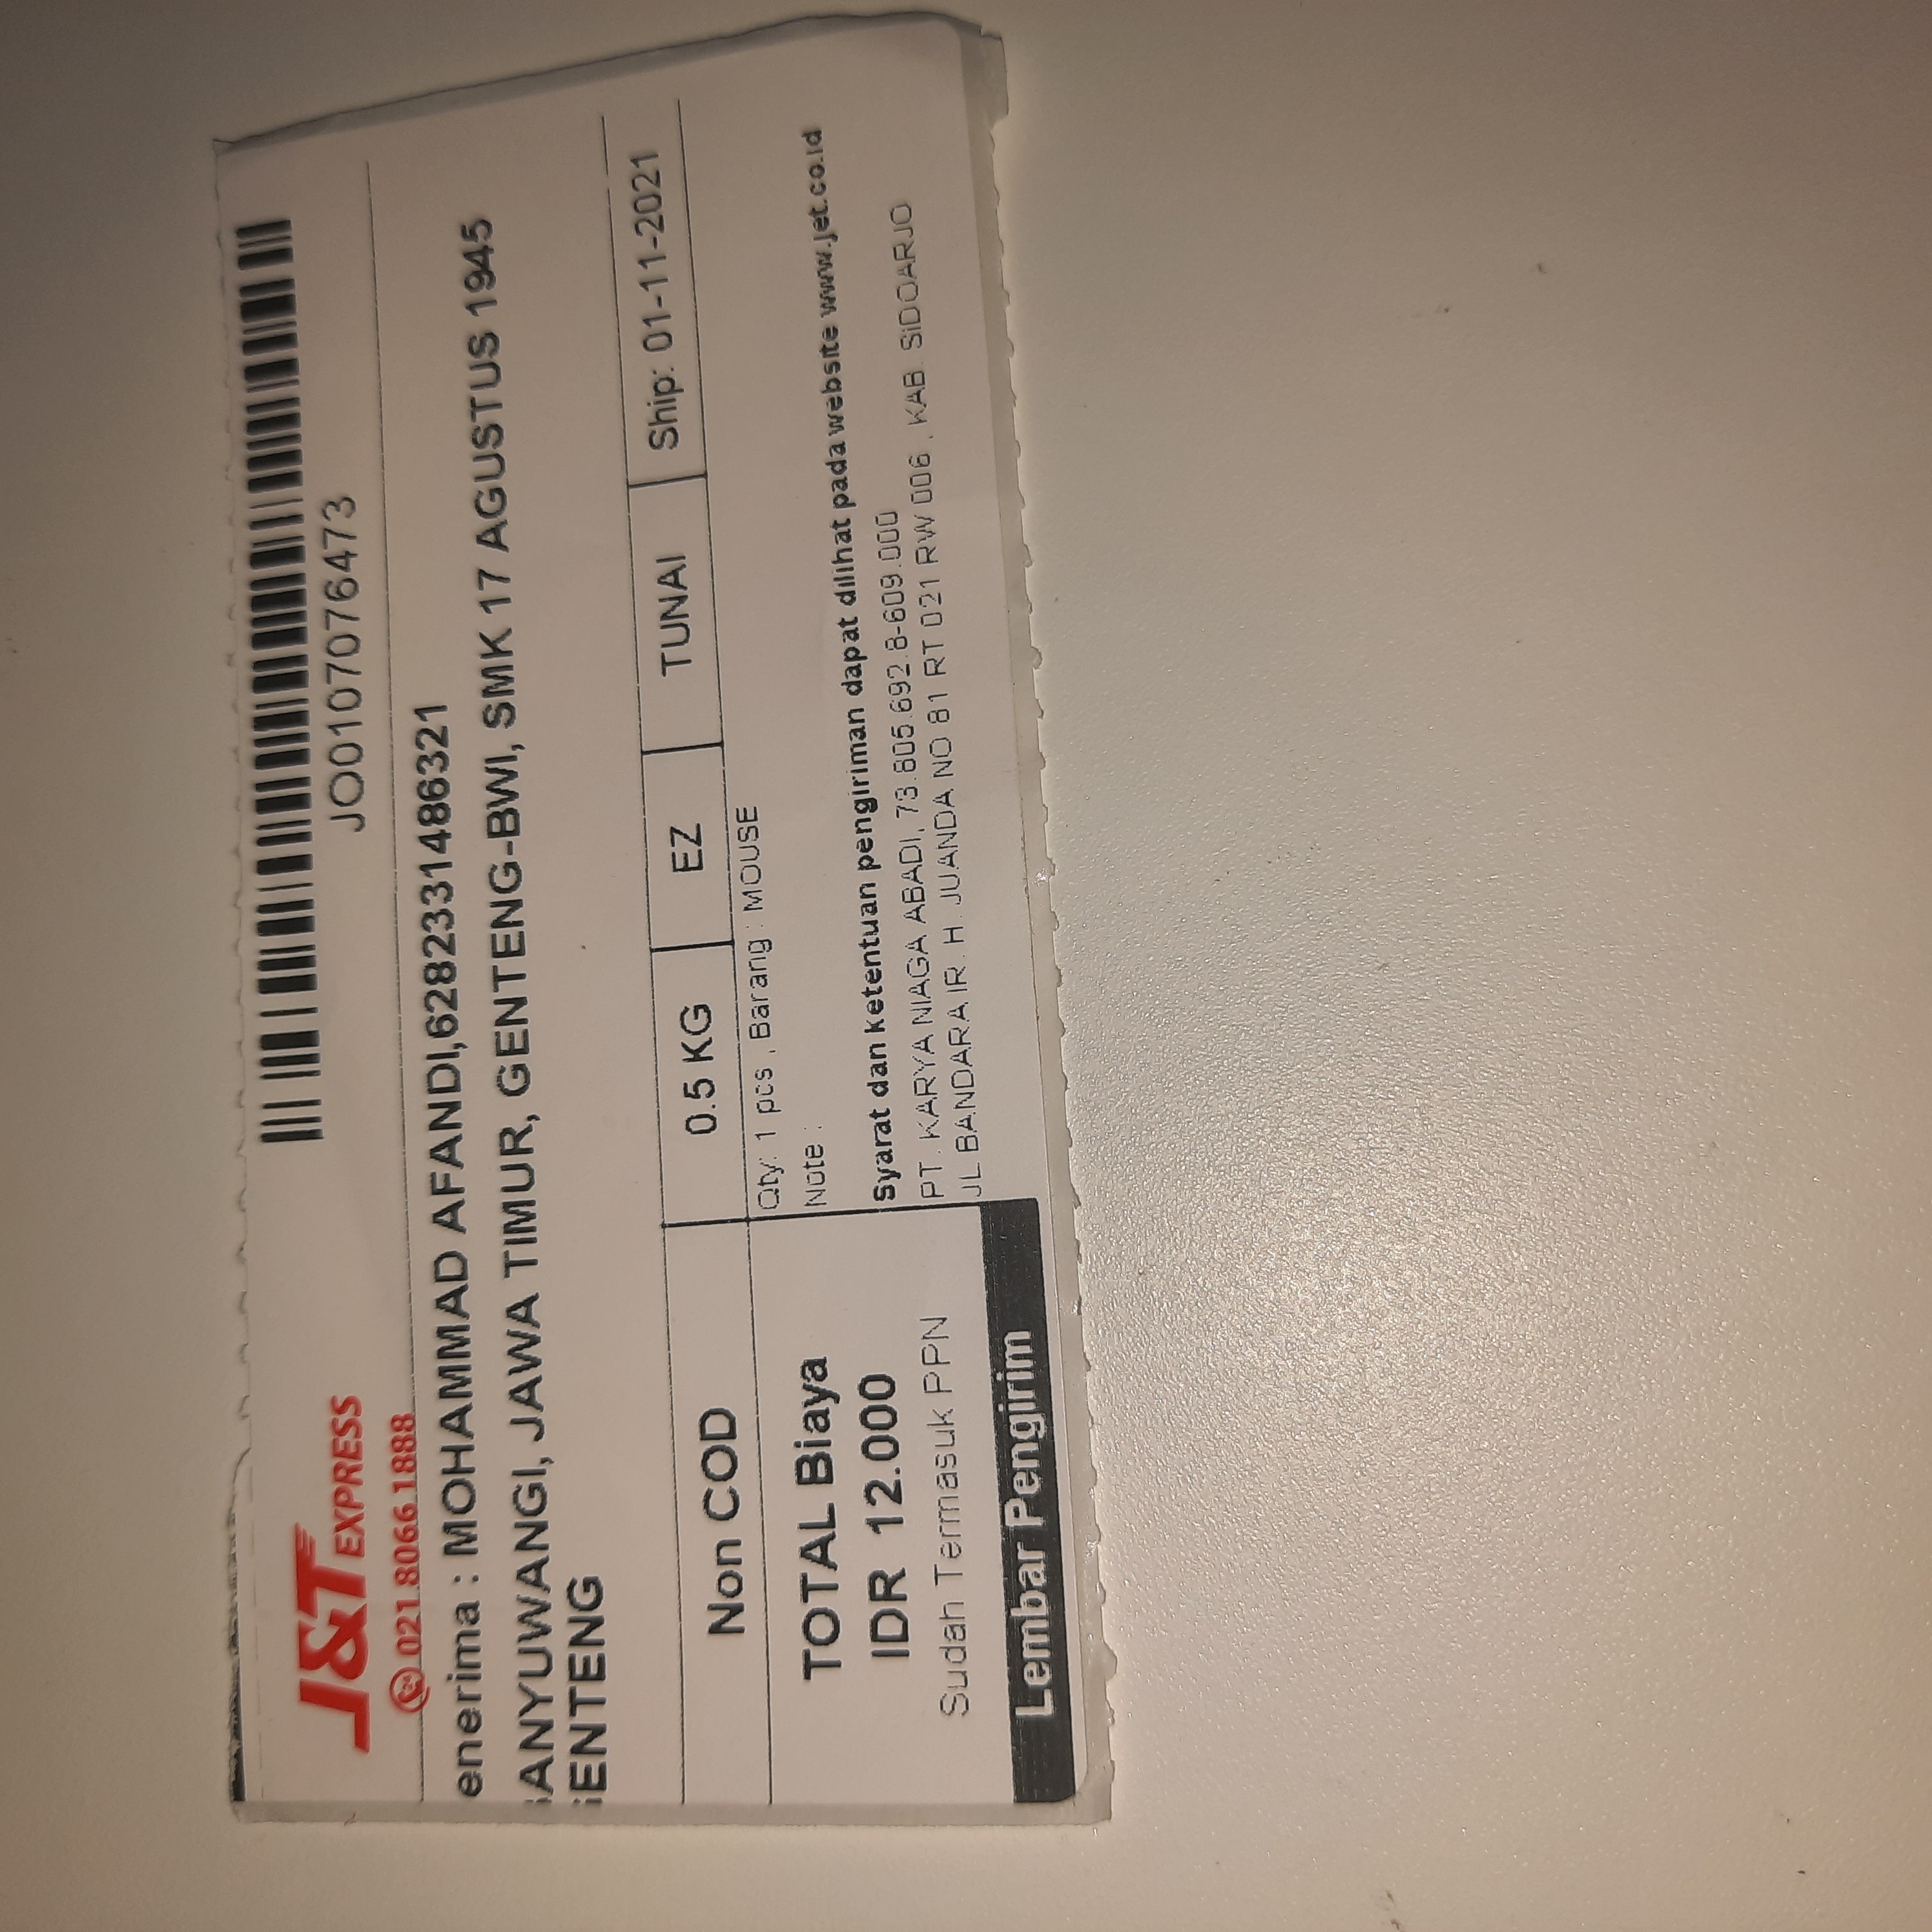 J&T EXPRESS
021 8066 1888
JO0107076473
enerima : MOHAMMAD AFANDI,6282331486321
ANYUWANGI, JAWA TIMUR, GENTENG-BWI, SMK 17 AGUSTUS 1945
ENTENG
Non COD
0.5 KG
EZ
TUNAI
Ship: 01-11-2021
TOTAL Biaya
IDR 12.000
Sudah Termasuk PPN
Lembar Pengirim
Qty: 1 pcs , Barang : MOUSE
Note :
Syarat dan ketentuan pengiriman dapat dilihat pada website www.jet.co.id
PT. KARYA NIAGA ABADI, 73.805.692.8-609.000
JL BANDARA IR. H. JUANDA NO 81 RT 021 RW 006 , KAB. SiDOARJO